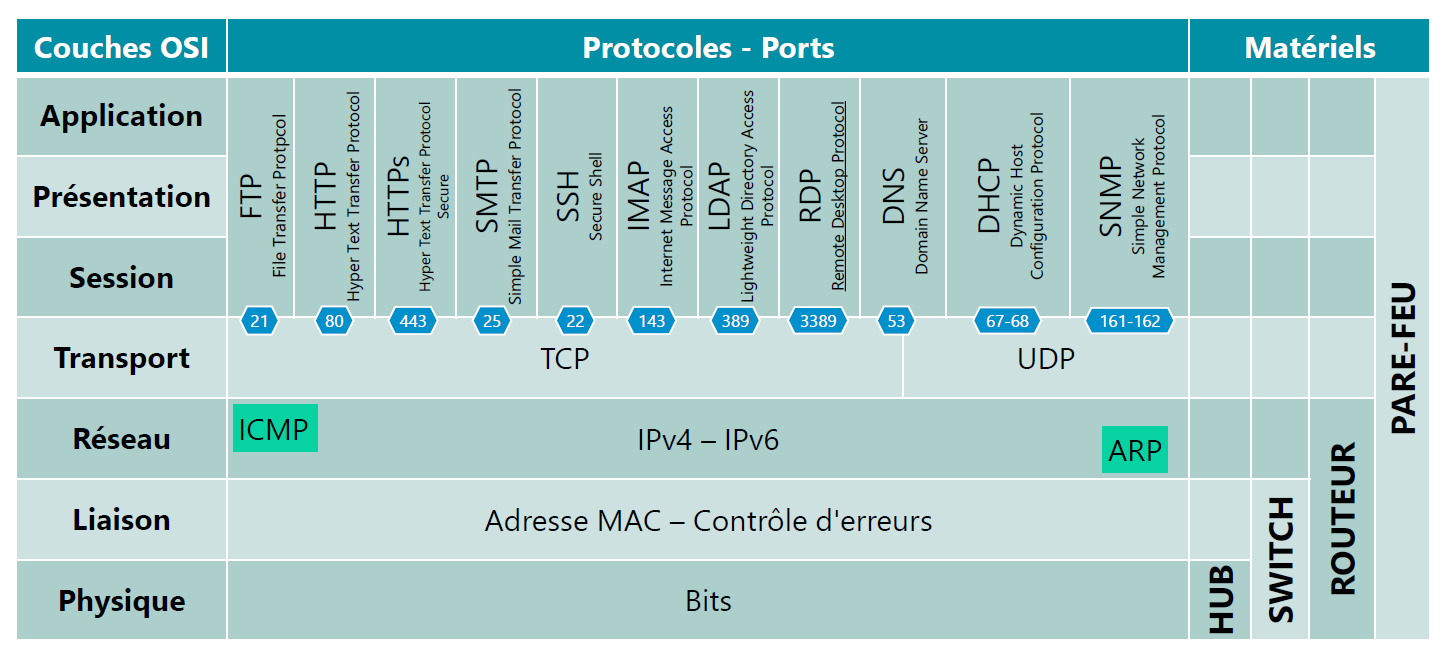 Couches OSI
Protocoles - Ports
Matériels
Application
Présentation
Session
FTP
File Transfer Protpcol
HTTP
Hyper Text Transfer Protocol
HTTPs
Hyper Text Transfer Protocol
Secure
SMTP
Simple Mail Transfer Protocol
SSH
Secure Shell
IMAP
Internet Message Access
Protocol
LDAP
Lightweight Directory Access
Protocol
RDP
Remote Desktop Protocol
DNS
Domain Name Server
DHCP
Dynamic Host
Configuration Protocol
SNMP
Simple Network
Management Protocol
21
80
443
25
22
143
389
3389
53
67-68
161-162
Transport
TCP
UDP
Réseau
ICMP
IPv4 – IPv6
ARP
Liaison
Adresse MAC – Contrôle d'erreurs
Physique
Bits
HUB
SWITCH
ROUTEUR
PARE-FEU